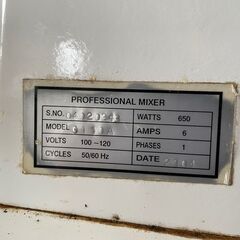 PROFESSIONAL MIXER
S.NO. WATTS 650
MODEL AMPS 6
VOLTS 100~120 PHASES 1
CYCLES 50/60 Hz DATE